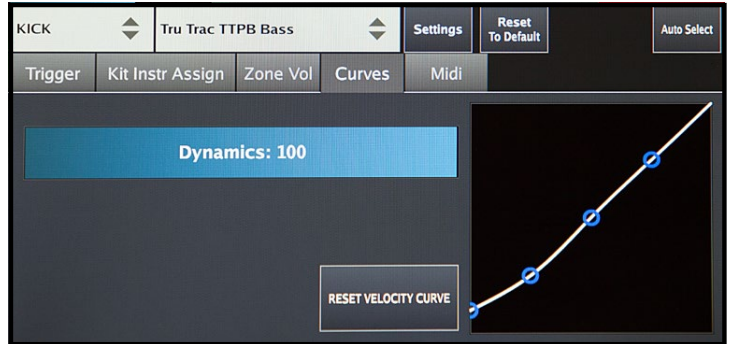 KICK
Tru Trac TTPB Bass
Settings
Reset
To Default
Auto Select
Trigger
Kit Instr Assign
Zone Vol
Curves
Midi
Dynamics: 100
RESET VELOCITY CURVE